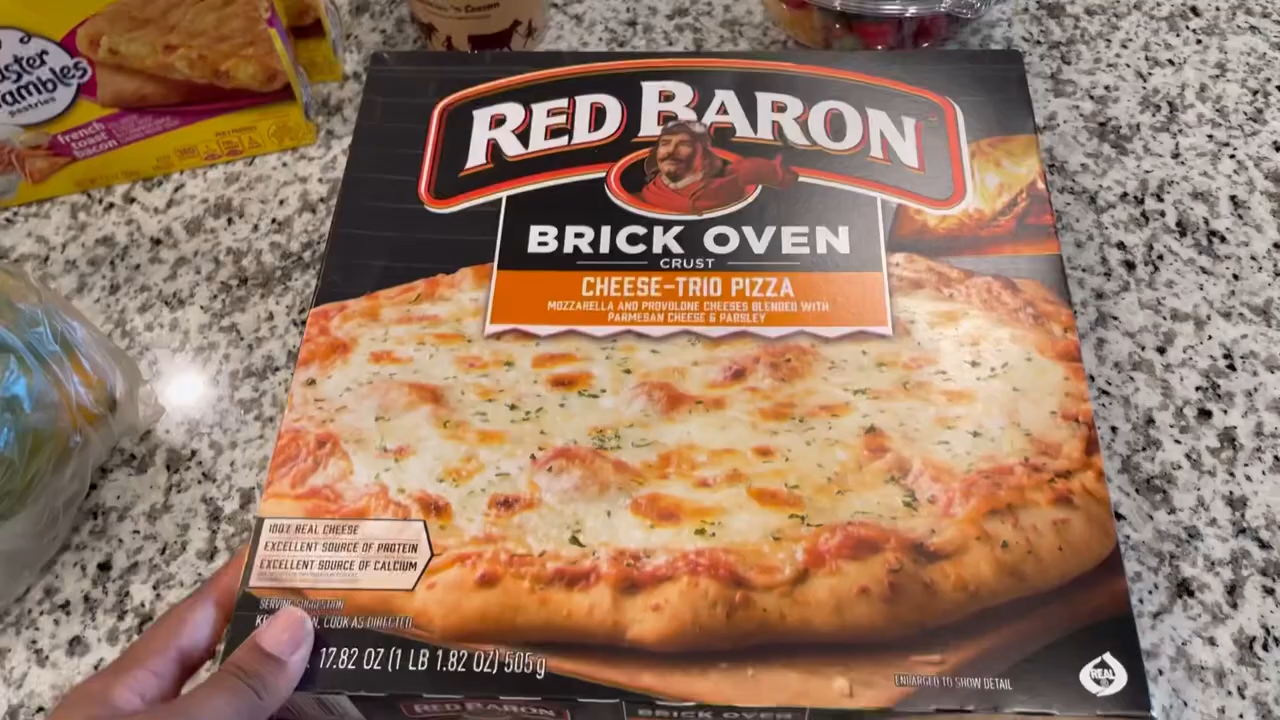 RED BARON
BRICK OVEN
CRUST
CHEESE-TRIO PIZZA
MOZZARELLA AND PROVOLONE CHEESES BLENDED WITH
PARMESAN CHEESE & PARSLEY
100% REAL CHEESE
EXCELLENT SOURCE OF PROTEIN
EXCELLENT SOURCE OF CALCIUM
SERVING SUGGESTION
COOK AS DIRECTED
17.82 OZ (1 LB 1.82 OZ) 505g
ENLARGED TO SHOW DETAIL
REAL
RED BARON
BRICK OVEN
french
toast
bacon